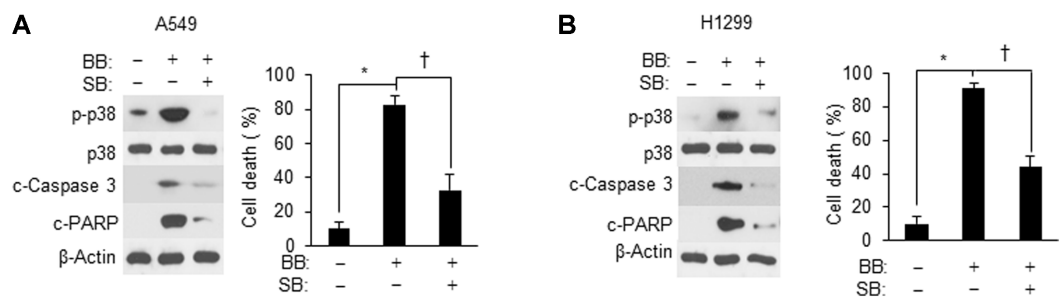 A
A549
BB: − + +
SB: − − +
p-p38
p38
c-Caspase 3
c-PARP
β-Actin
Cell death ( %)
100
80
60
40
20
0
* †
BB: − + +
SB: − − +
B
H1299
BB: − + +
SB: − − +
p-p38
p38
c-Caspase 3
c-PARP
β-Actin
Cell death ( %)
100
80
60
40
20
0
* †
BB: − + +
SB: − − +